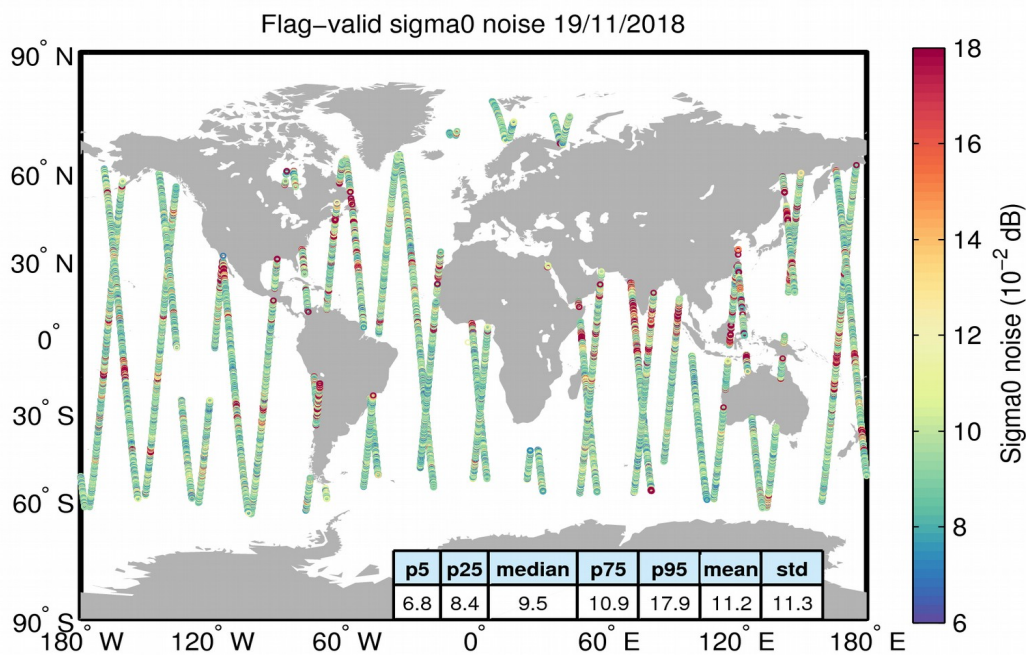 Flag−valid sigma0 noise 19/11/2018
90° N
60° N
30° N
0°
30° S
60° S
90° S
180° W
120° W
60° W
0°
60° E
120° E
180° E
p5 p25 median p75 p95 mean std
6.8 8.4 9.5 10.9 17.9 11.2 11.3
18
16
14
12
10
8
6
Sigma0 noise (10⁻² dB)